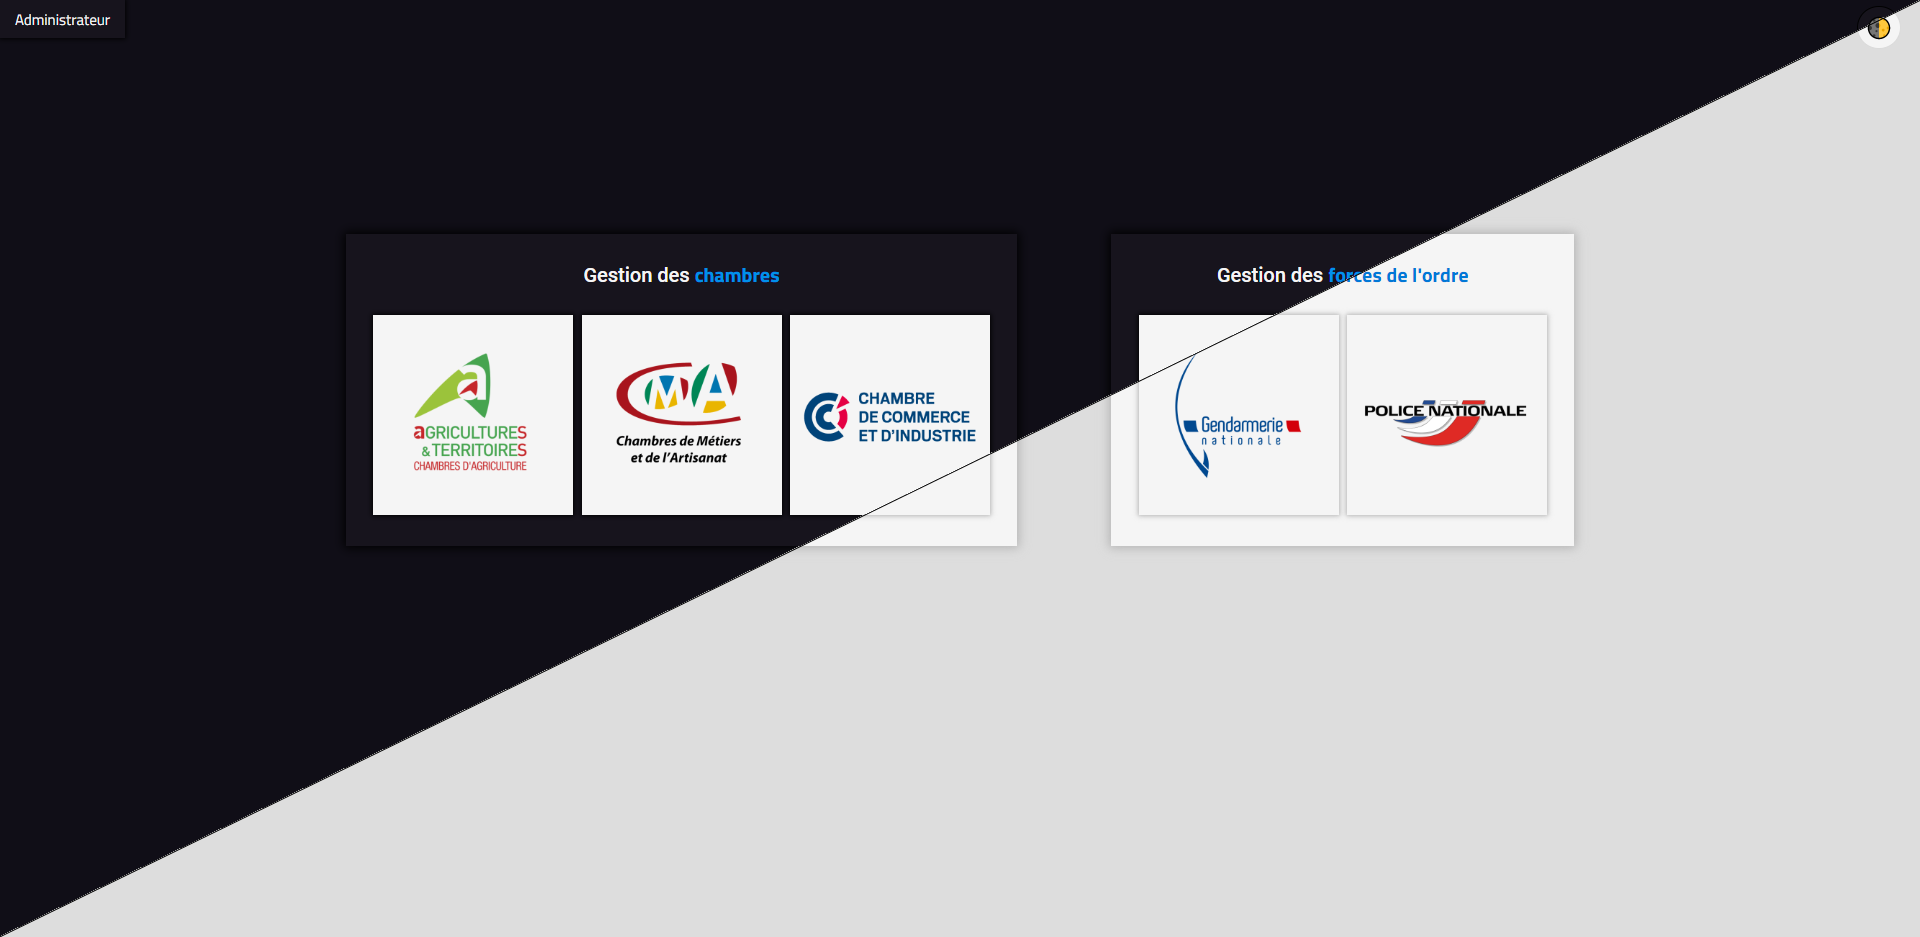 Administrateur
Gestion des chambres
aGRICULTURES
& TERRITOIRES
CHAMBRES D'AGRICULTURE
CMA
Chambres de Métiers
et de l'Artisanat
CHAMBRE
DE COMMERCE
ET D'INDUSTRIE
Gestion des forces de l'ordre
Gendarmerie
nationale
POLICE NATIONALE